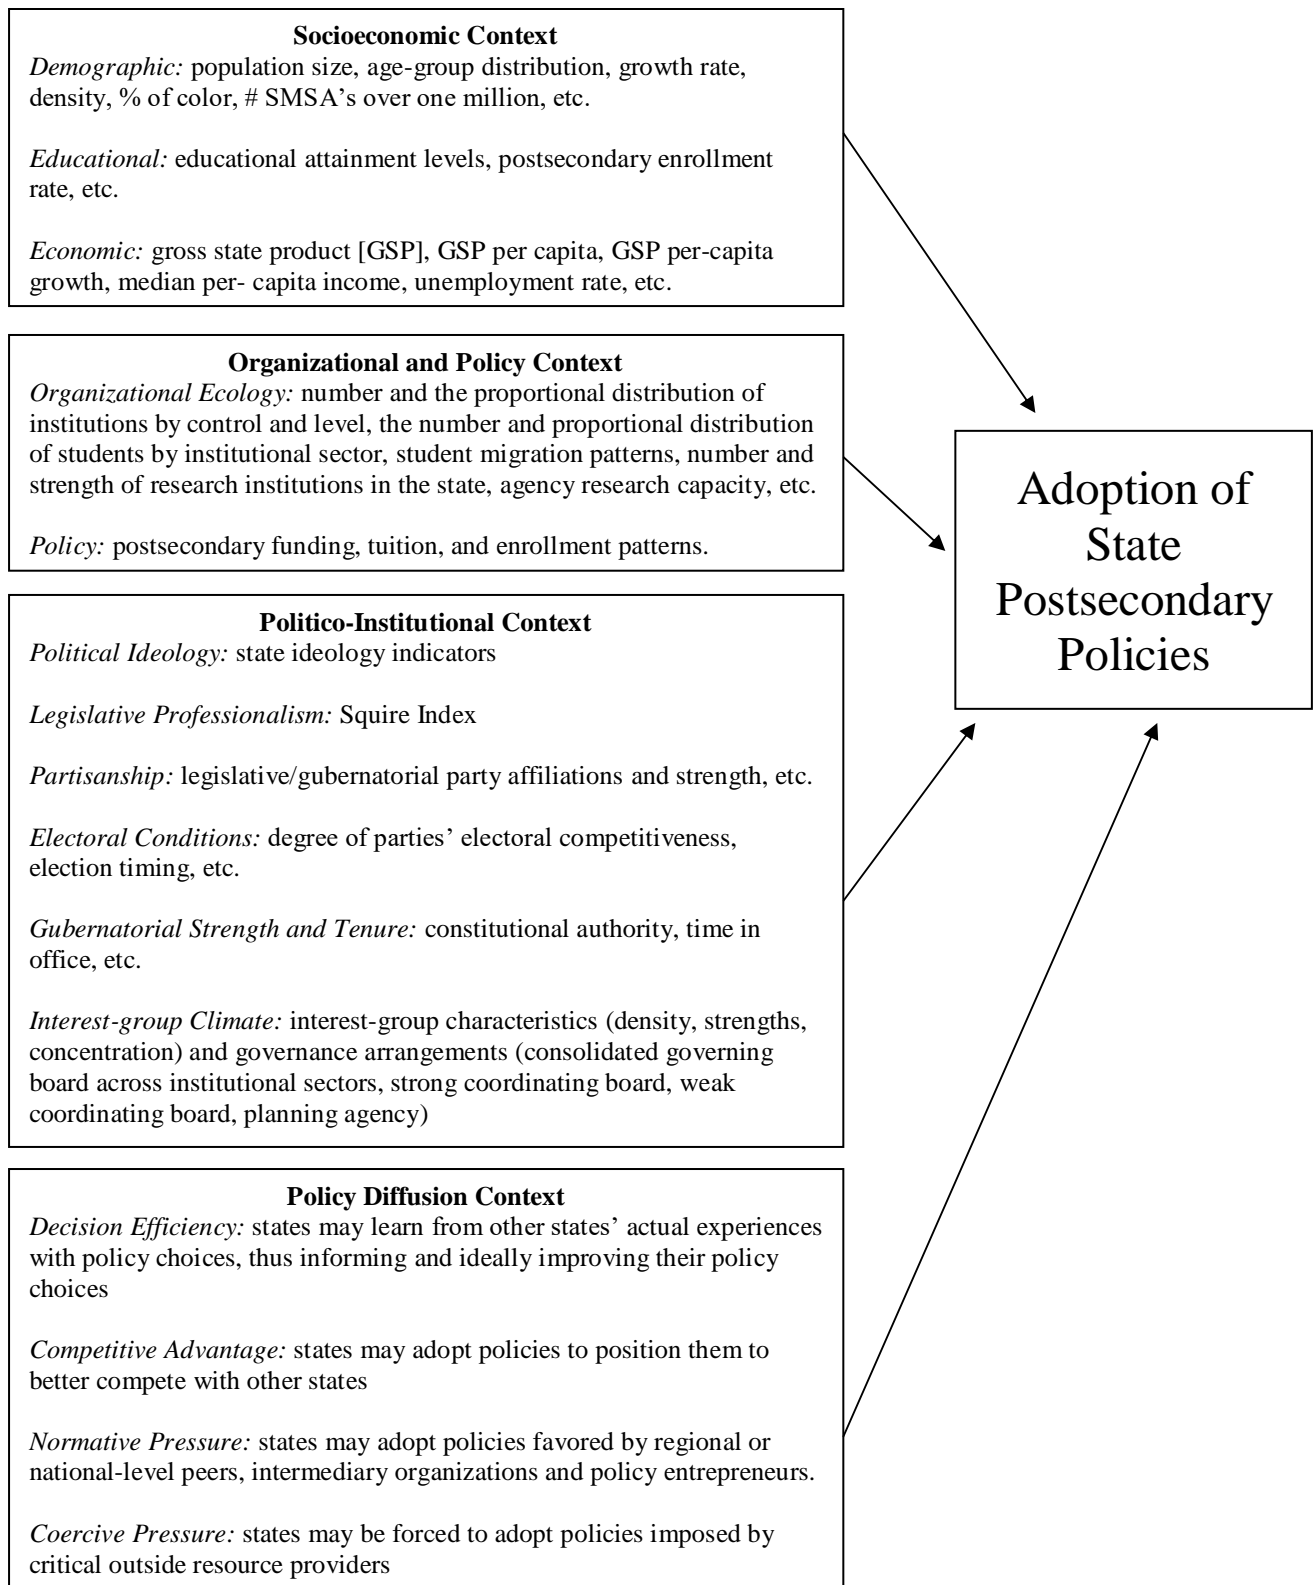 Socioeconomic Context
Demographic: population size, age-group distribution, growth rate,
density, % of color, # SMSA’s over one million, etc.
Educational: educational attainment levels, postsecondary enrollment
rate, etc.
Economic: gross state product [GSP], GSP per capita, GSP per-capita
growth, median per- capita income, unemployment rate, etc.
Organizational and Policy Context
Organizational Ecology: number and the proportional distribution of
institutions by control and level, the number and proportional distribution
of students by institutional sector, student migration patterns, number and
strength of research institutions in the state, agency research capacity, etc.
Policy: postsecondary funding, tuition, and enrollment patterns.
Politico-Institutional Context
Political Ideology: state ideology indicators
Legislative Professionalism: Squire Index
Partisanship: legislative/gubernatorial party affiliations and strength, etc.
Electoral Conditions: degree of parties’ electoral competitiveness,
election timing, etc.
Gubernatorial Strength and Tenure: constitutional authority, time in
office, etc.
Interest-group Climate: interest-group characteristics (density, strengths,
concentration) and governance arrangements (consolidated governing
board across institutional sectors, strong coordinating board, weak
coordinating board, planning agency)
Policy Diffusion Context
Decision Efficiency: states may learn from other states’ actual experiences
with policy choices, thus informing and ideally improving their policy
choices
Competitive Advantage: states may adopt policies to position them to
better compete with other states
Normative Pressure: states may adopt policies favored by regional or
national-level peers, intermediary organizations and policy entrepreneurs.
Coercive Pressure: states may be forced to adopt policies imposed by
critical outside resource providers
Adoption of
State
Postsecondary
Policies